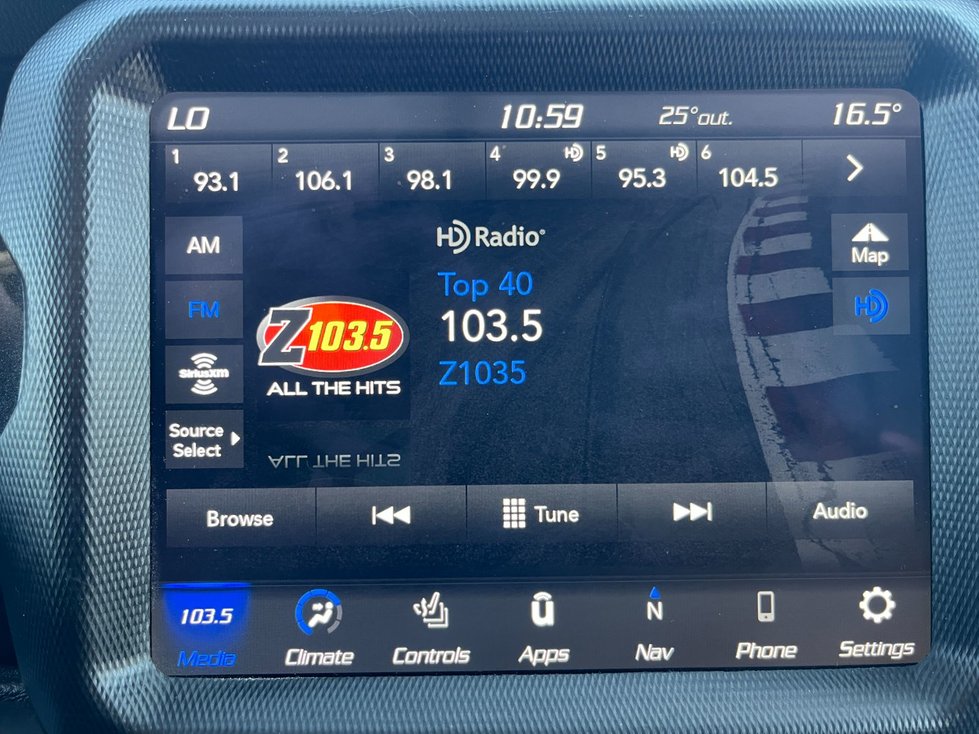 LO 10:59 25°out. 16.5°
1 93.1 2 106.1 3 98.1 4 HD 99.9 5 HD 95.3 6 104.5
AM
FM
SiriusXM
Source
Select
Z103.5
ALL THE HITS
ALL THE HITS
HD Radio®
Top 40
103.5
Z1035
Map
HD
Browse Tune Audio
103.5 u N
Media Climate Controls Apps Nav Phone Settings